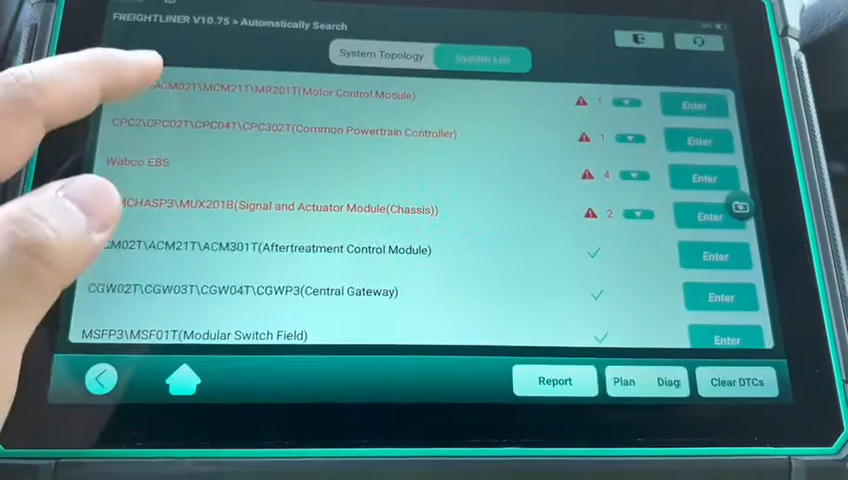 FREIGHTLINER V10.75 > Automatically Search
System Topology
System List
ACM02T\MCM21T\MR201T(Motor Control Module)
1
Enter
CPC2\CPC02T\CPC04T\CPC302T(Common Powertrain Controller)
1
Enter
Wabco EBS
4
Enter
MCHASP3\MUX201B(Signal and Actuator Module(Chassis))
2
Enter
CM02T\ACM21T\ACM301T(Aftertreatment Control Module)
Enter
CGW02T\CGW03T\CGW04T\CGWP3(Central Gateway)
Enter
MSFP3\MSF01T(Modular Switch Field)
Enter
Report
Plan
Diag
Clear DTCs